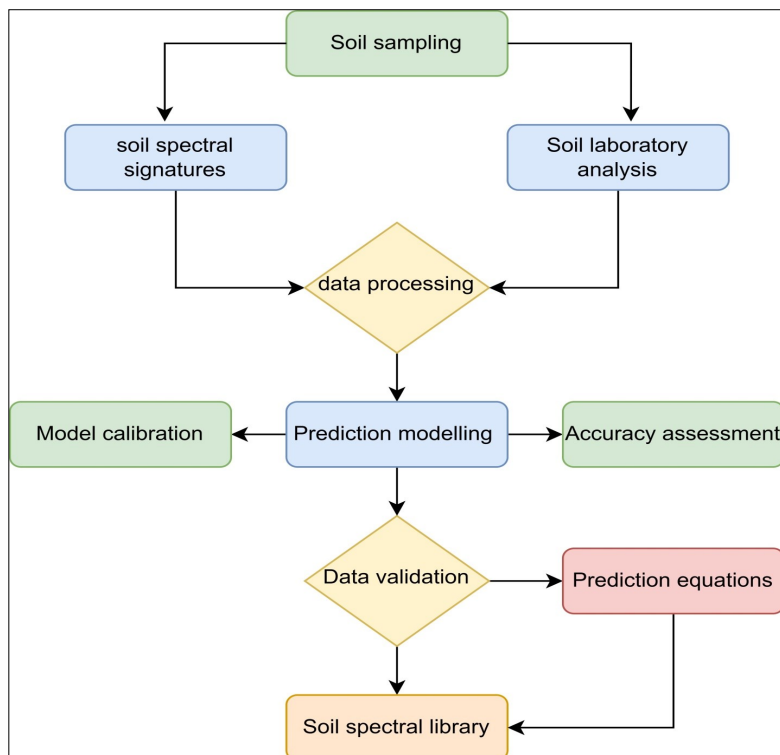 Soil sampling
soil spectral
signatures
Soil laboratory
analysis
data processing
Model calibration
Prediction modelling
Accuracy assessment
Data validation
Prediction equations
Soil spectral library